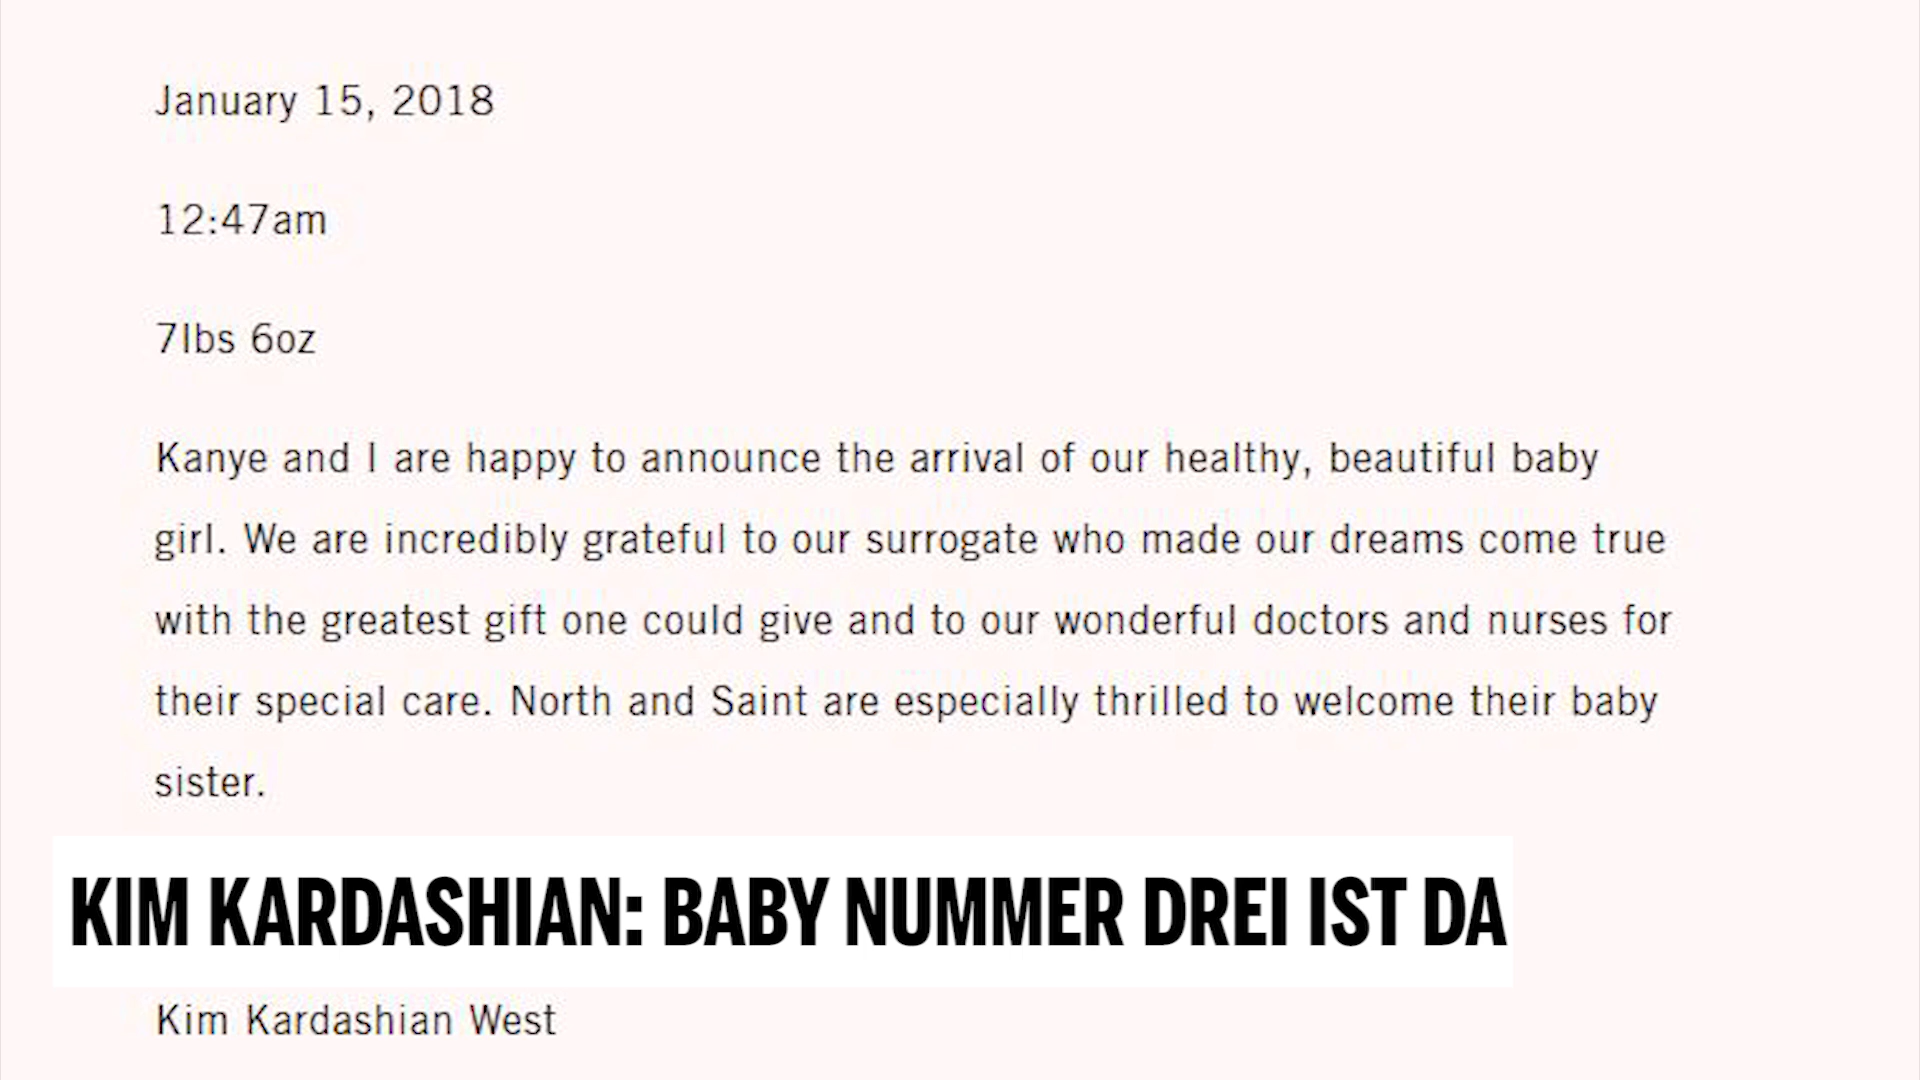 January 15, 2018
12:47am
7lbs 6oz
Kanye and I are happy to announce the arrival of our healthy, beautiful baby
girl. We are incredibly grateful to our surrogate who made our dreams come true
with the greatest gift one could give and to our wonderful doctors and nurses for
their special care. North and Saint are especially thrilled to welcome their baby
sister.
KIM KARDASHIAN: BABY NUMMER DREI IST DA
Kim Kardashian West